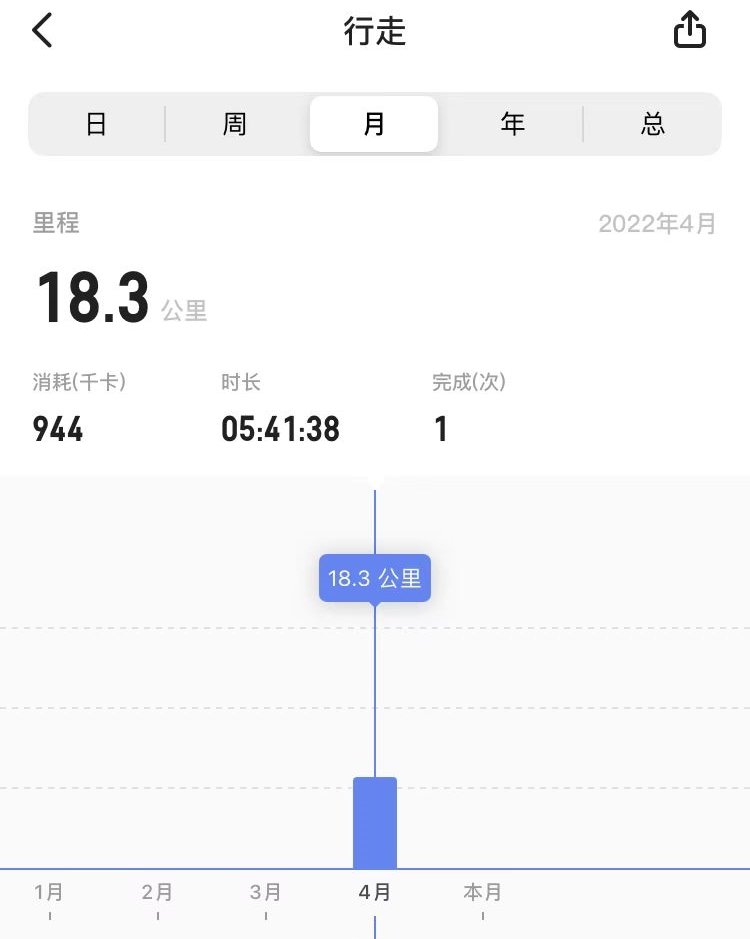 行走
日 周 月 年 总
里程 2022年4月
18.3 公里
消耗(千卡) 时长 完成(次)
944 05:41:38 1
18.3 公里
1月 2月 3月 4月 本月